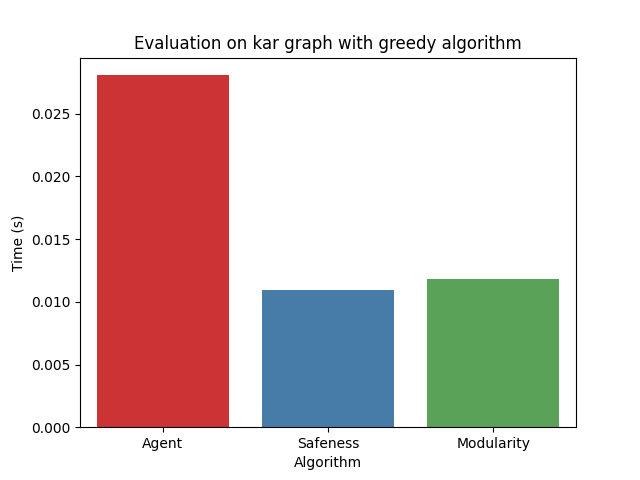 Evaluation on kar graph with greedy algorithm
0.025
0.020
0.015
0.010
0.005
0.000
Time (s)
Agent
Safeness
Modularity
Algorithm